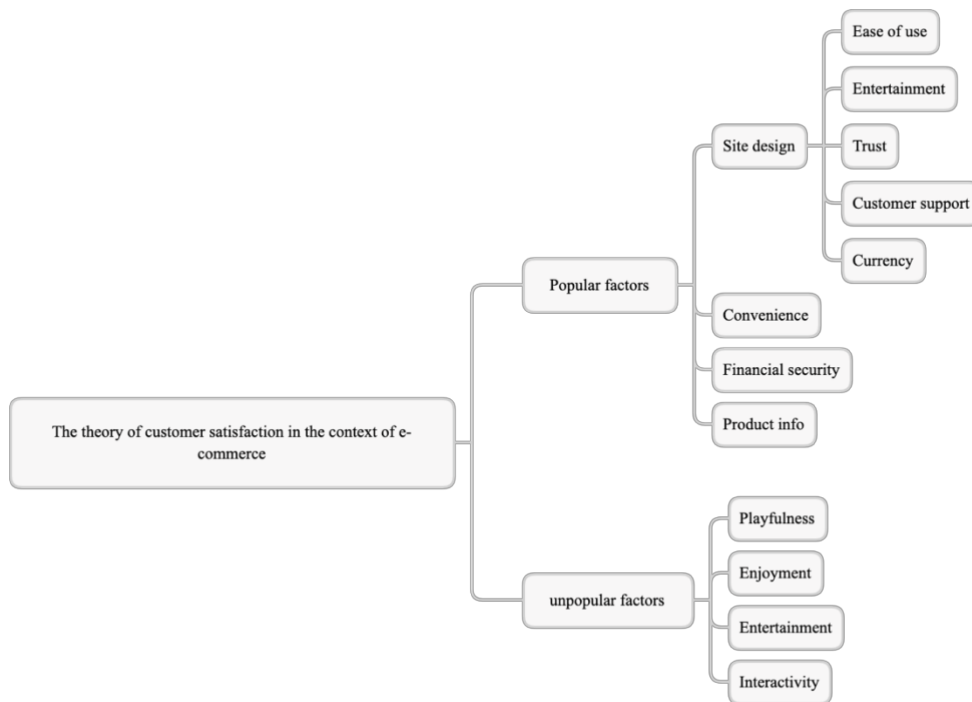 Ease of use
Entertainment
Site design
Trust
Customer support
Currency
Popular factors
Convenience
Financial security
Product info
The theory of customer satisfaction in the context of e-
commerce
Playfulness
Enjoyment
unpopular factors
Entertainment
Interactivity